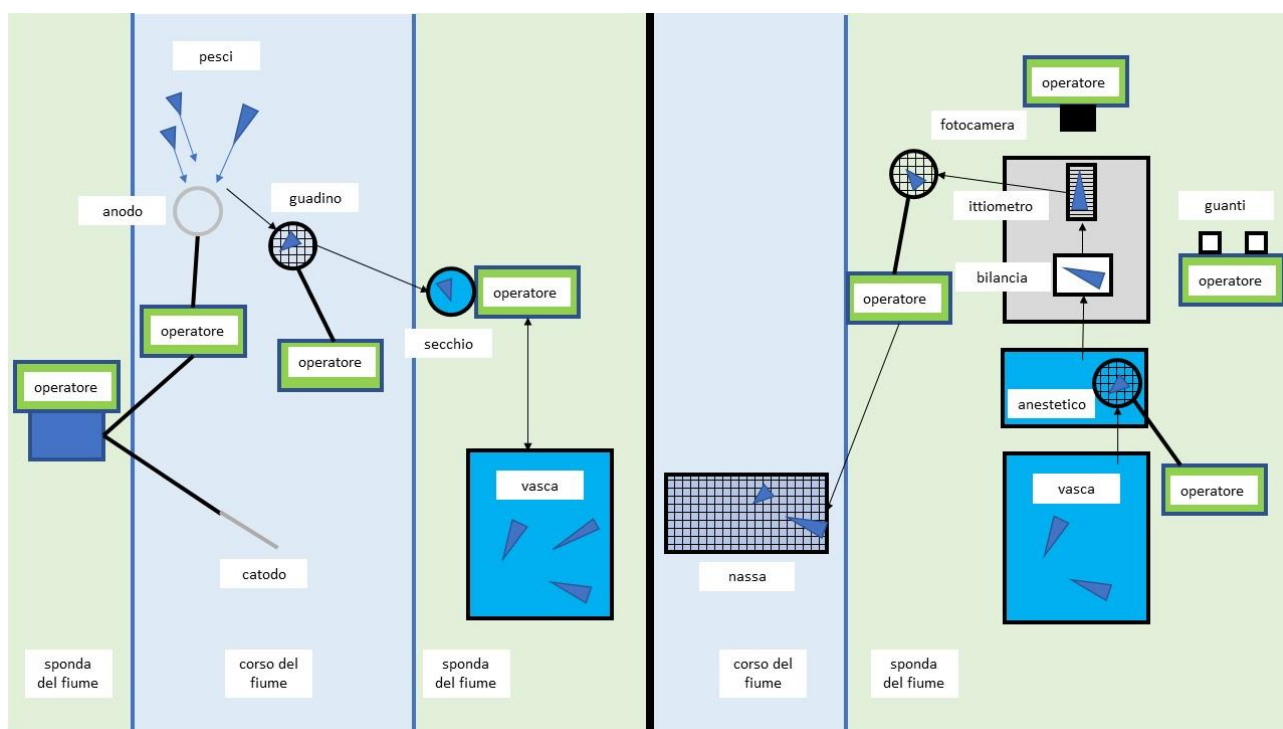 pesci
anodo
guadino
operatore
operatore
operatore
operatore
secchio
vasca
catodo
sponda
del fiume
corso del
fiume
sponda
del fiume
operatore
fotocamera
ittiometro
guanti
bilancia
operatore
operatore
anestetico
vasca
operatore
nassa
corso del
fiume
sponda
del fiume